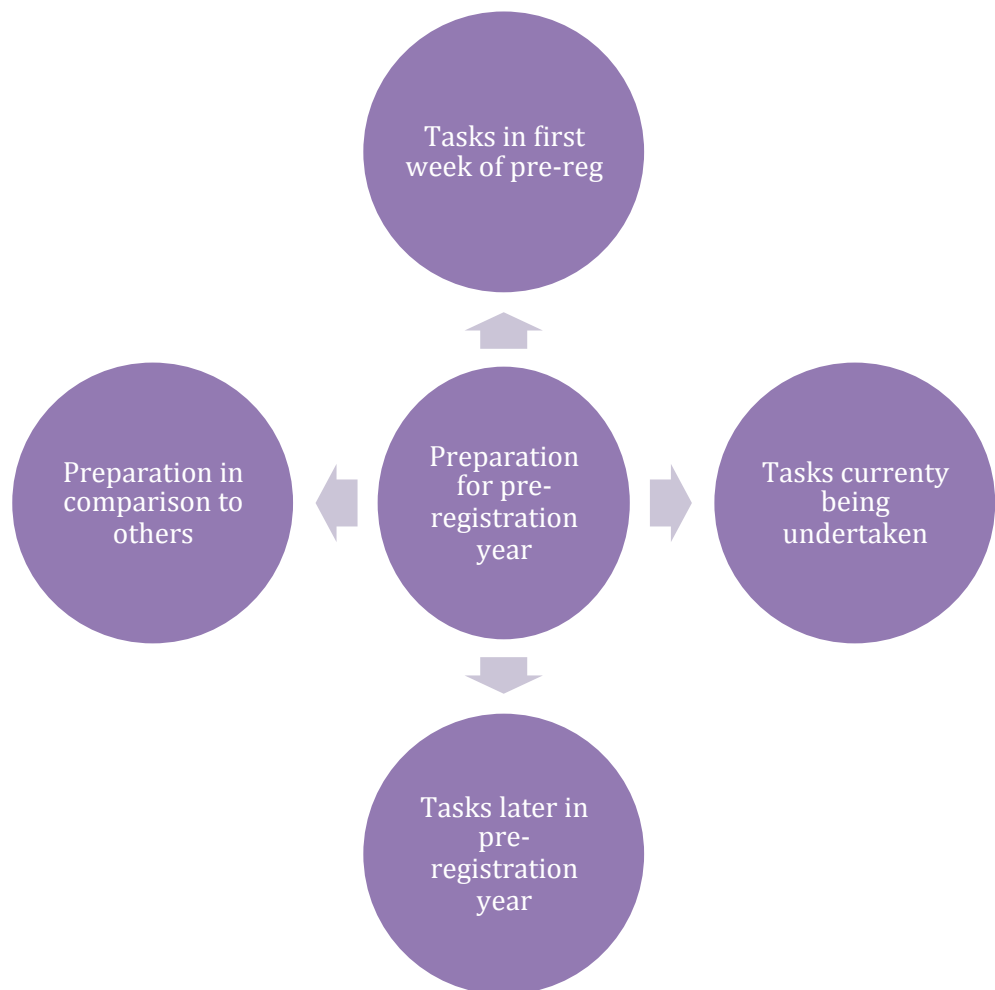 Tasks in first
week of pre-reg
Preparation in
comparison to
others
Preparation
for pre-
registration
year
Tasks currenty
being
undertaken
Tasks later in
pre-
registration
year